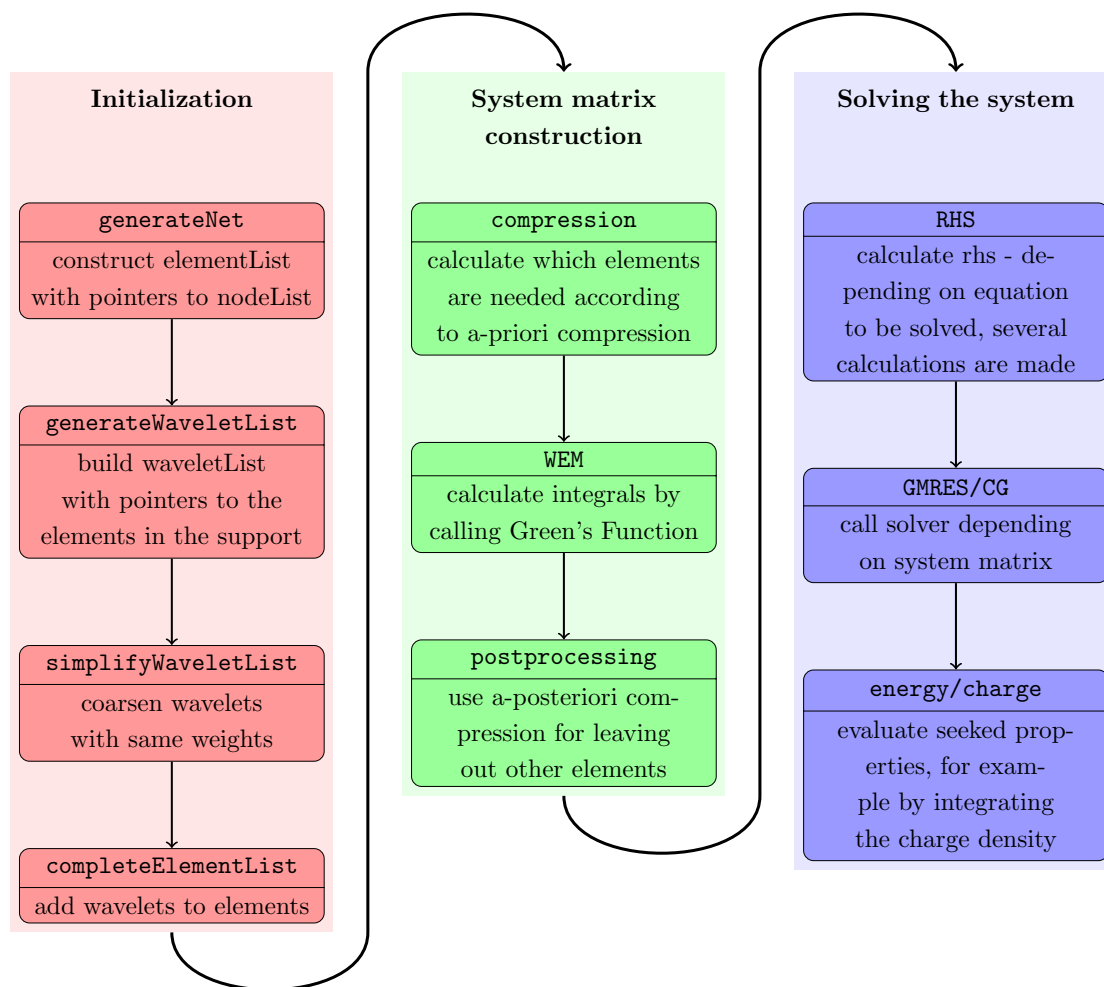 Initialization
generateNet
construct elementList
with pointers to nodeList
generateWaveletList
build waveletList
with pointers to the
elements in the support
simplifyWaveletList
coarsen wavelets
with same weights
completeElementList
add wavelets to elements
System matrix
construction
compression
calculate which elements
are needed according
to a-priori compression
WEM
calculate integrals by
calling Green's Function
postprocessing
use a-posteriori com-
pression for leaving
out other elements
Solving the system
RHS
calculate rhs - de-
pending on equation
to be solved, several
calculations are made
GMRES/CG
call solver depending
on system matrix
energy/charge
evaluate seeked prop-
erties, for exam-
ple by integrating
the charge density